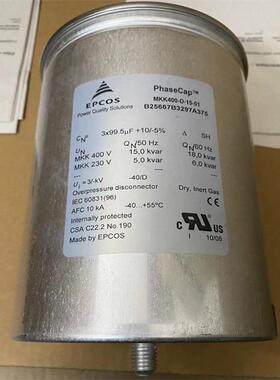 EPCOS
Power Quality Solutions
PhaseCap™
MKK400-D-15-01
B25667B3297A375
C_N= 3x99.5µF +10/-5% Δ SH
U_N Q_N/50 Hz Q_N/60 Hz
MKK 400 V 15,0 kvar 18,0 kvar
MKK 230 V 5,0 kvar 6,0 kvar
--
U_i = 3/-kV -40/D Dry, Inert Gas
Overpressure disconnector
IEC 60831(96)
AFC 10 kA -40...+55°C
Internally protected
CSA C22.2 No.190
Made by EPCOS
c RU us
I 10/08